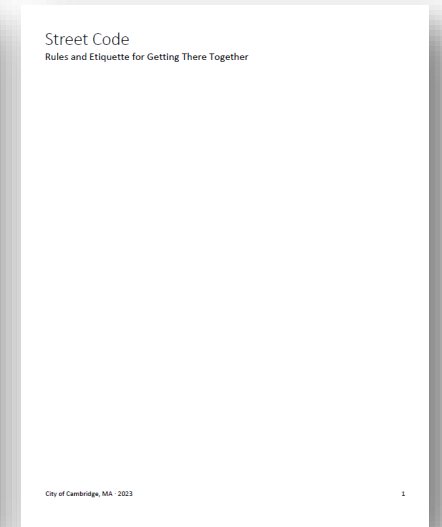 Street Code
Rules and Etiquette for Getting There Together
City of Cambridge, MA · 2023
1